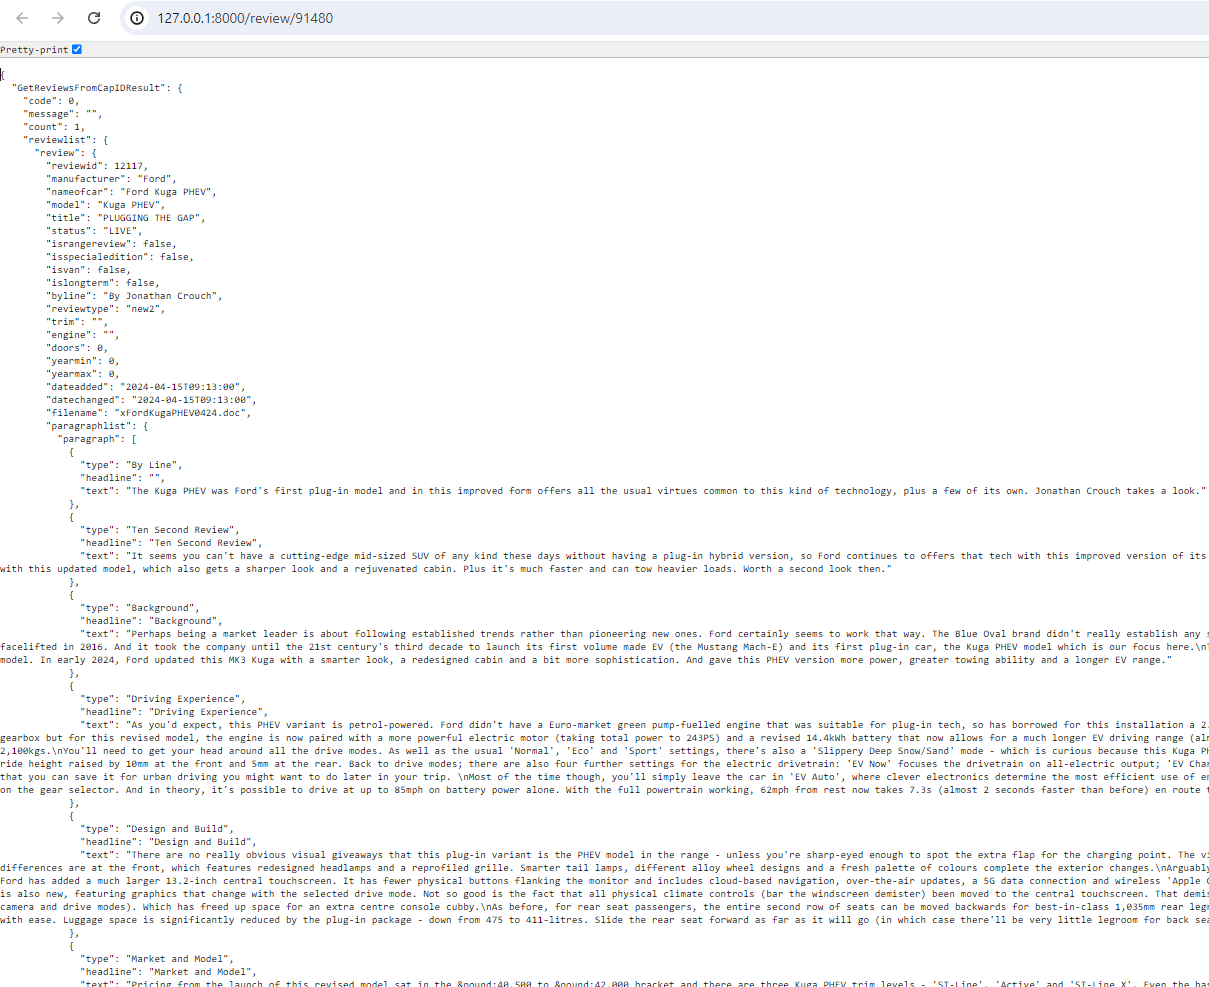 127.0.0.1:8000/review/91480
Pretty-print
{
"GetReviewsFromCapIDResult": {
"code": 0,
"message": "",
"count": 1,
"reviewlist": {
"review": {
"reviewid": 12117,
"manufacturer": "Ford",
"nameofcar": "Ford Kuga PHEV",
"model": "Kuga PHEV",
"title": "PLUGGING THE GAP",
"status": "LIVE",
"israngereview": false,
"isspecialedition": false,
"isvan": false,
"islongterm": false,
"byline": "By Jonathan Crouch",
"reviewtype": "new2",
"trim": "",
"engine": "",
"doors": 0,
"yearmin": 0,
"yearmax": 0,
"dateadded": "2024-04-15T09:13:00",
"datechanged": "2024-04-15T09:13:00",
"filename": "xFordKugaPHEV0424.doc",
"paragraphlist": {
"paragraph": [
{
"type": "By Line",
"headline": "",
"text": "The Kuga PHEV was Ford's first plug-in model and in this improved form offers all the usual virtues common to this kind of technology, plus a few of its own. Jonathan Crouch takes a look."
},
{
"type": "Ten Second Review",
"headline": "Ten Second Review",
"text": "It seems you can't have a cutting-edge mid-sized SUV of any kind these days without having a plug-in hybrid version, so Ford continues to offers that tech with this improved version of its
with this updated model, which also gets a sharper look and a rejuvenated cabin. Plus it's much faster and can tow heavier loads. Worth a second look then."
},
{
"type": "Background",
"headline": "Background",
"text": "Perhaps being a market leader is about following established trends rather than pioneering new ones. Ford certainly seems to work that way. The Blue Oval brand didn't really establish any s
facelifted in 2016. And it took the company until the 21st century's third decade to launch its first volume made EV (the Mustang Mach-E) and its first plug-in car, the Kuga PHEV model which is our focus here.\nT
model. In early 2024, Ford updated this MK3 Kuga with a smarter look, a redesigned cabin and a bit more sophistication. And gave this PHEV version more power, greater towing ability and a longer EV range."
},
{
"type": "Driving Experience",
"headline": "Driving Experience",
"text": "As you'd expect, this PHEV variant is petrol-powered. Ford didn't have a Euro-market green pump-fuelled engine that was suitable for plug-in tech, so has borrowed for this installation a 2.
gearbox but for this revised model, the engine is now paired with a more powerful electric motor (taking total power to 243PS) and a revised 14.4kWh battery that now allows for a much longer EV driving range (alm
2,100kgs.\nYou'll need to get your head around all the drive modes. As well as the usual 'Normal', 'Eco' and 'Sport' settings, there's also a 'Slippery Deep Snow/Sand' mode - which is curious because this Kuga PH
ride height raised by 10mm at the front and 5mm at the rear. Back to drive modes; there are also four further settings for the electric drivetrain: 'EV Now' focuses the drivetrain on all-electric output; 'EV Char
that you can save it for urban driving you might want to do later in your trip. \nMost of the time though, you'll simply leave the car in 'EV Auto', where clever electronics determine the most efficient use of en
on the gear selector. And in theory, it's possible to drive at up to 85mph on battery power alone. With the full powertrain working, 62mph from rest now takes 7.3s (almost 2 seconds faster than before) en route t
},
{
"type": "Design and Build",
"headline": "Design and Build",
"text": "There are no really obvious visual giveaways that this plug-in variant is the PHEV model in the range - unless you're sharp-eyed enough to spot the extra flap for the charging point. The vi
differences are at the front, which features redesigned headlamps and a reprofiled grille. Smarter tail lamps, different alloy wheel designs and a fresh palette of colours complete the exterior changes.\nArguably
Ford has added a much larger 13.2-inch central touchscreen. It has fewer physical buttons flanking the monitor and includes cloud-based navigation, over-the-air updates, a 5G data connection and wireless 'Apple C
is also new, featuring graphics that change with the selected drive mode. Not so good is the fact that all physical climate controls (bar the windscreen demister) been moved to the central touchscreen. That demis
camera and drive modes). Which has freed up space for an extra centre console cubby.\nAs before, for rear seat passengers, the entire second row of seats can be moved backwards for best-in-class 1,035mm rear legr
with ease. Luggage space is significantly reduced by the plug-in package - down from 475 to 411-litres. Slide the rear seat forward as far as it will go (in which case there'll be very little legroom for back sea
},
{
"type": "Market and Model",
"headline": "Market and Model",
"text": "Pricing from the launch of this revised model sat in the &pound;40,500 to &pound;42,000 bracket and there are three Kuga PHEV trim levels - 'ST-Line', 'Active' and 'ST-Line X'. Even the bas